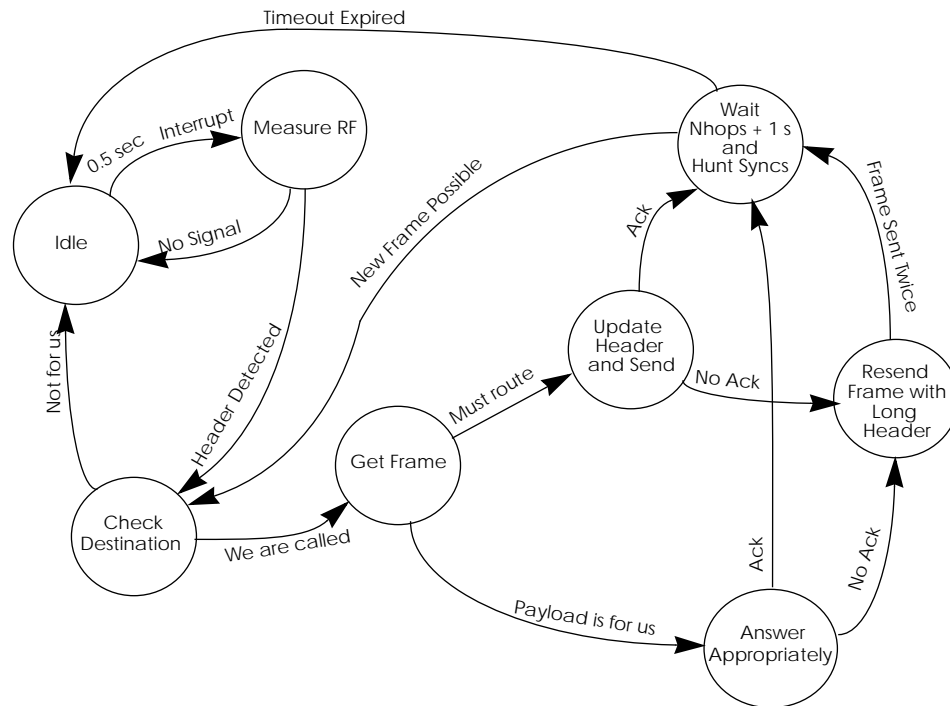 Timeout Expired
0.5 sec Interrupt
Measure RF
Wait
Nhops + 1 s
and
Hunt Syncs
Idle
No Signal
New Frame Possible
Ack
Frame Sent Twice
Not for us
Header Detected
Update
Header
and Send
Must route
No Ack
Resend
Frame with
Long
Header
Get Frame
Check
Destination
We are called
Ack
No Ack
Payload is for us
Answer
Appropriately